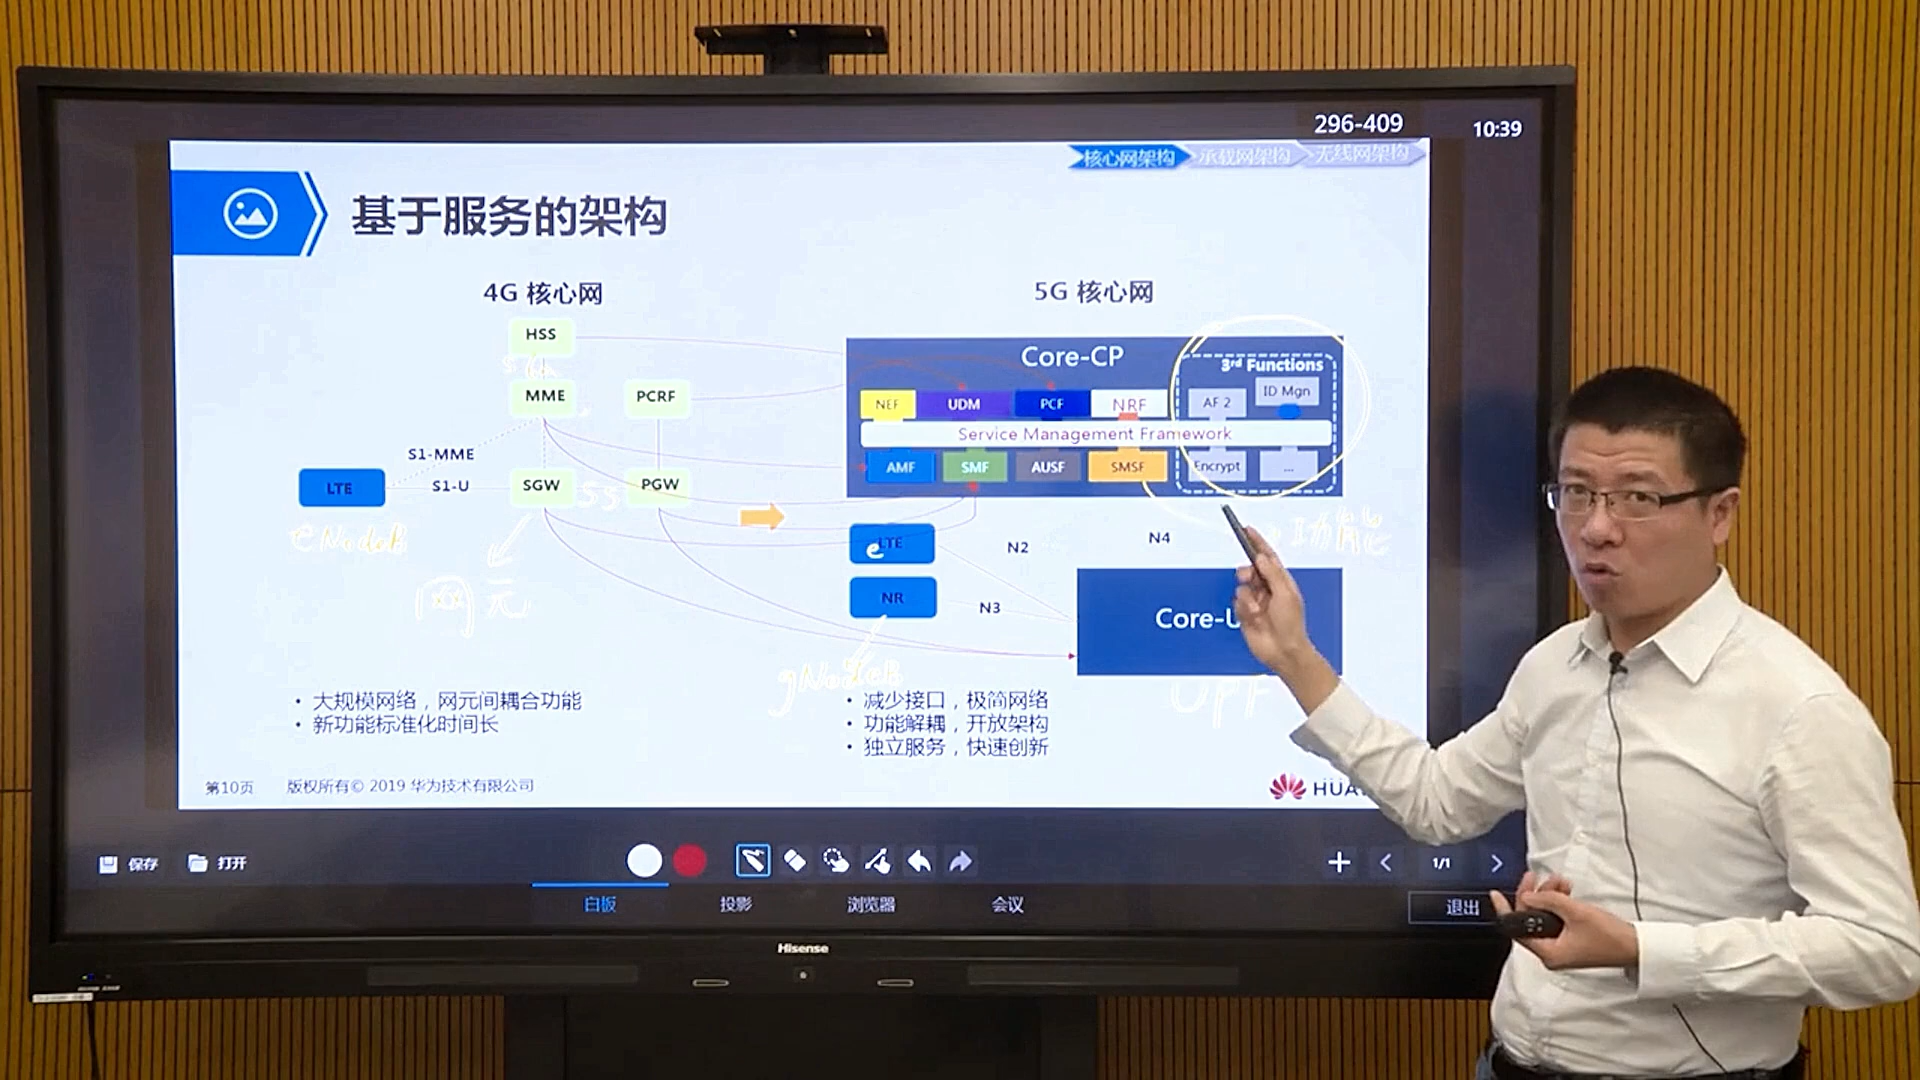 296-409
10:39
核心网架构
承载网架构
无线网架构
基于服务的架构
4G 核心网
5G 核心网
HSS
MME
PCRF
S1-MME
LTE
S1-U
SGW
S5
PGW
eNodeB
网元
Core-CP
3rd Functions
NEF
UDM
PCF
NRF
AF 2
ID Mgn
Service Management Framework
AMF
SMF
AUSF
SMSF
Encrypt
...
功能
LTE
e
N2
N4
NR
N3
gNodeB
Core-U
UPF
• 大规模网络，网元间耦合功能
• 新功能标准化时间长
• 减少接口，极简网络
• 功能解耦，开放架构
• 独立服务，快速创新
第10页
版权所有© 2019 华为技术有限公司
HUA
保存
打开
1/1
白板
投影
浏览器
会议
退出
Hisense